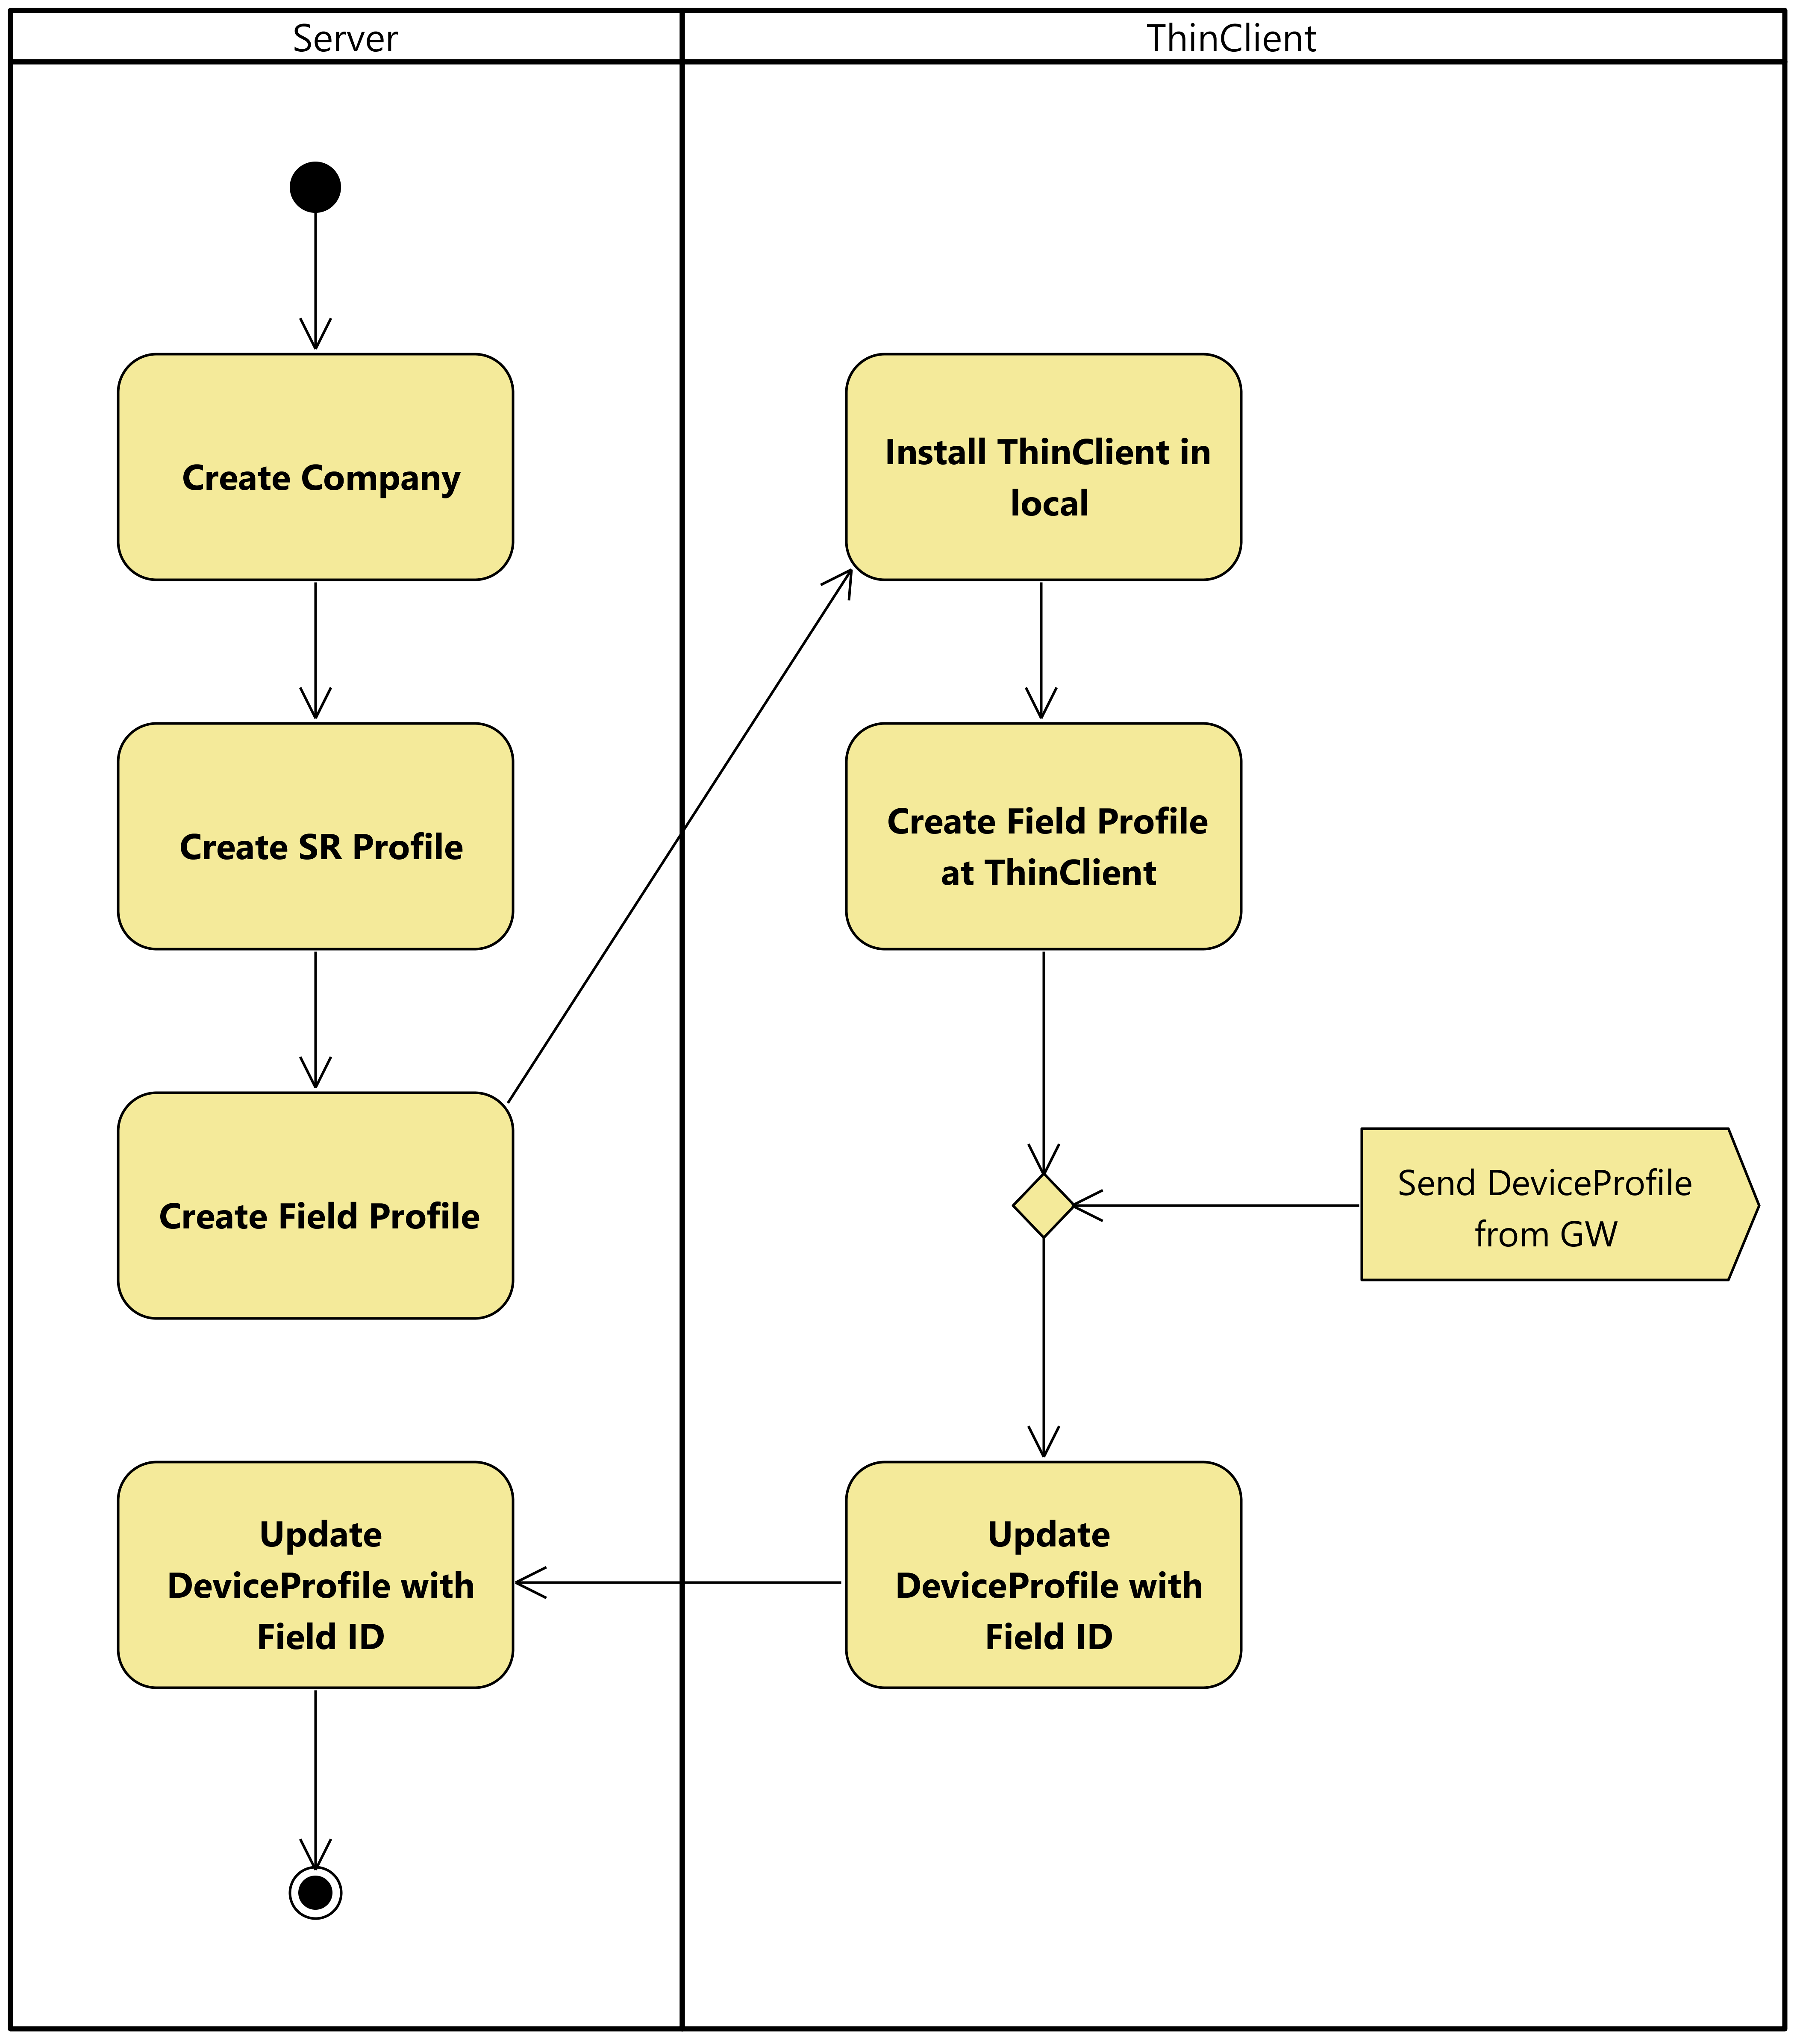 Server
ThinClient
Create Company
Install ThinClient in
local
Create SR Profile
Create Field Profile
at ThinClient
Create Field Profile
Send DeviceProfile
from GW
Update
DeviceProfile with
Field ID
Update
DeviceProfile with
Field ID